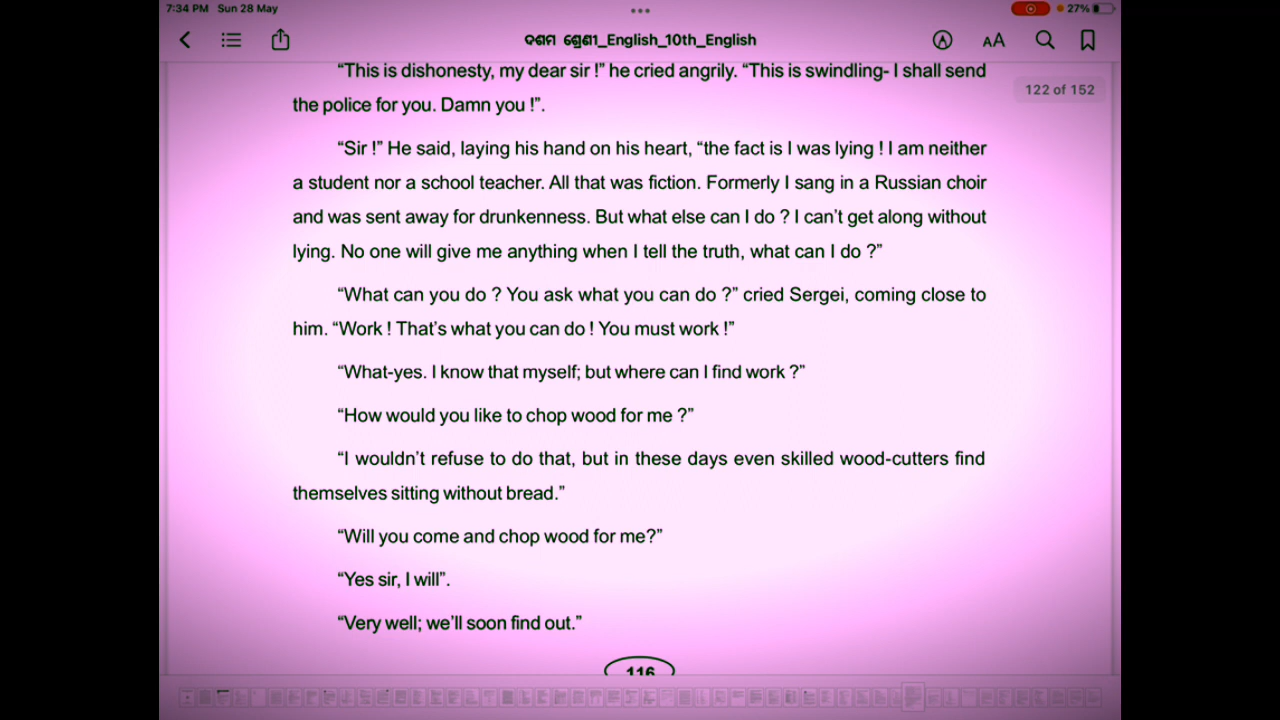 7:34 PM Sun 28 May
27%
ଦଶମ ଶ୍ରେଣୀ_English_10th_English
AA
122 of 152
“This is dishonesty, my dear sir !” he cried angrily. “This is swindling- I shall send
the police for you. Damn you !”.
“Sir !” He said, laying his hand on his heart, “the fact is I was lying ! I am neither
a student nor a school teacher. All that was fiction. Formerly I sang in a Russian choir
and was sent away for drunkenness. But what else can I do ? I can’t get along without
lying. No one will give me anything when I tell the truth, what can I do ?”
“What can you do ? You ask what you can do ?” cried Sergei, coming close to
him. “Work ! That’s what you can do ! You must work !”
“What-yes. I know that myself; but where can I find work ?”
“How would you like to chop wood for me ?”
“I wouldn’t refuse to do that, but in these days even skilled wood-cutters find
themselves sitting without bread.”
“Will you come and chop wood for me?”
“Yes sir, I will”.
“Very well; we’ll soon find out.”
116